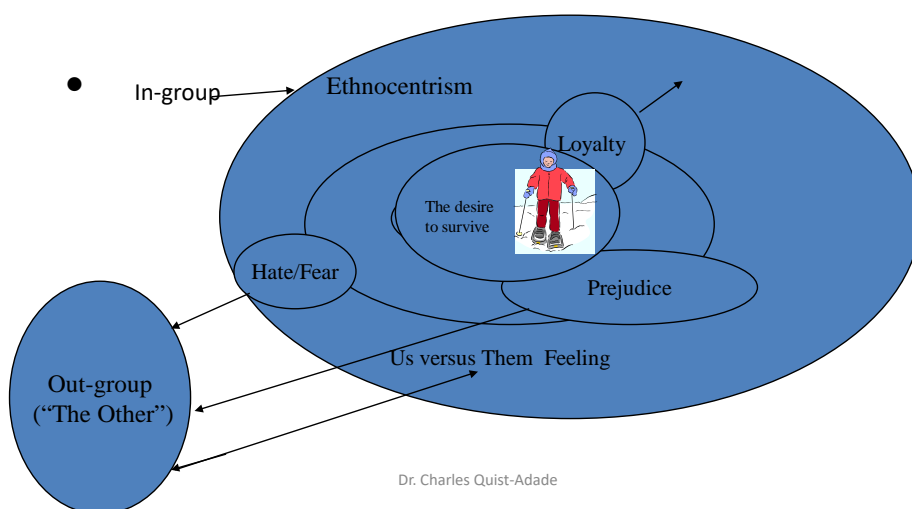 • In-group
Ethnocentrism
Loyalty
The desire
to survive
Hate/Fear
Prejudice
Us versus Them Feeling
Out-group
(“The Other”)
Dr. Charles Quist-Adade